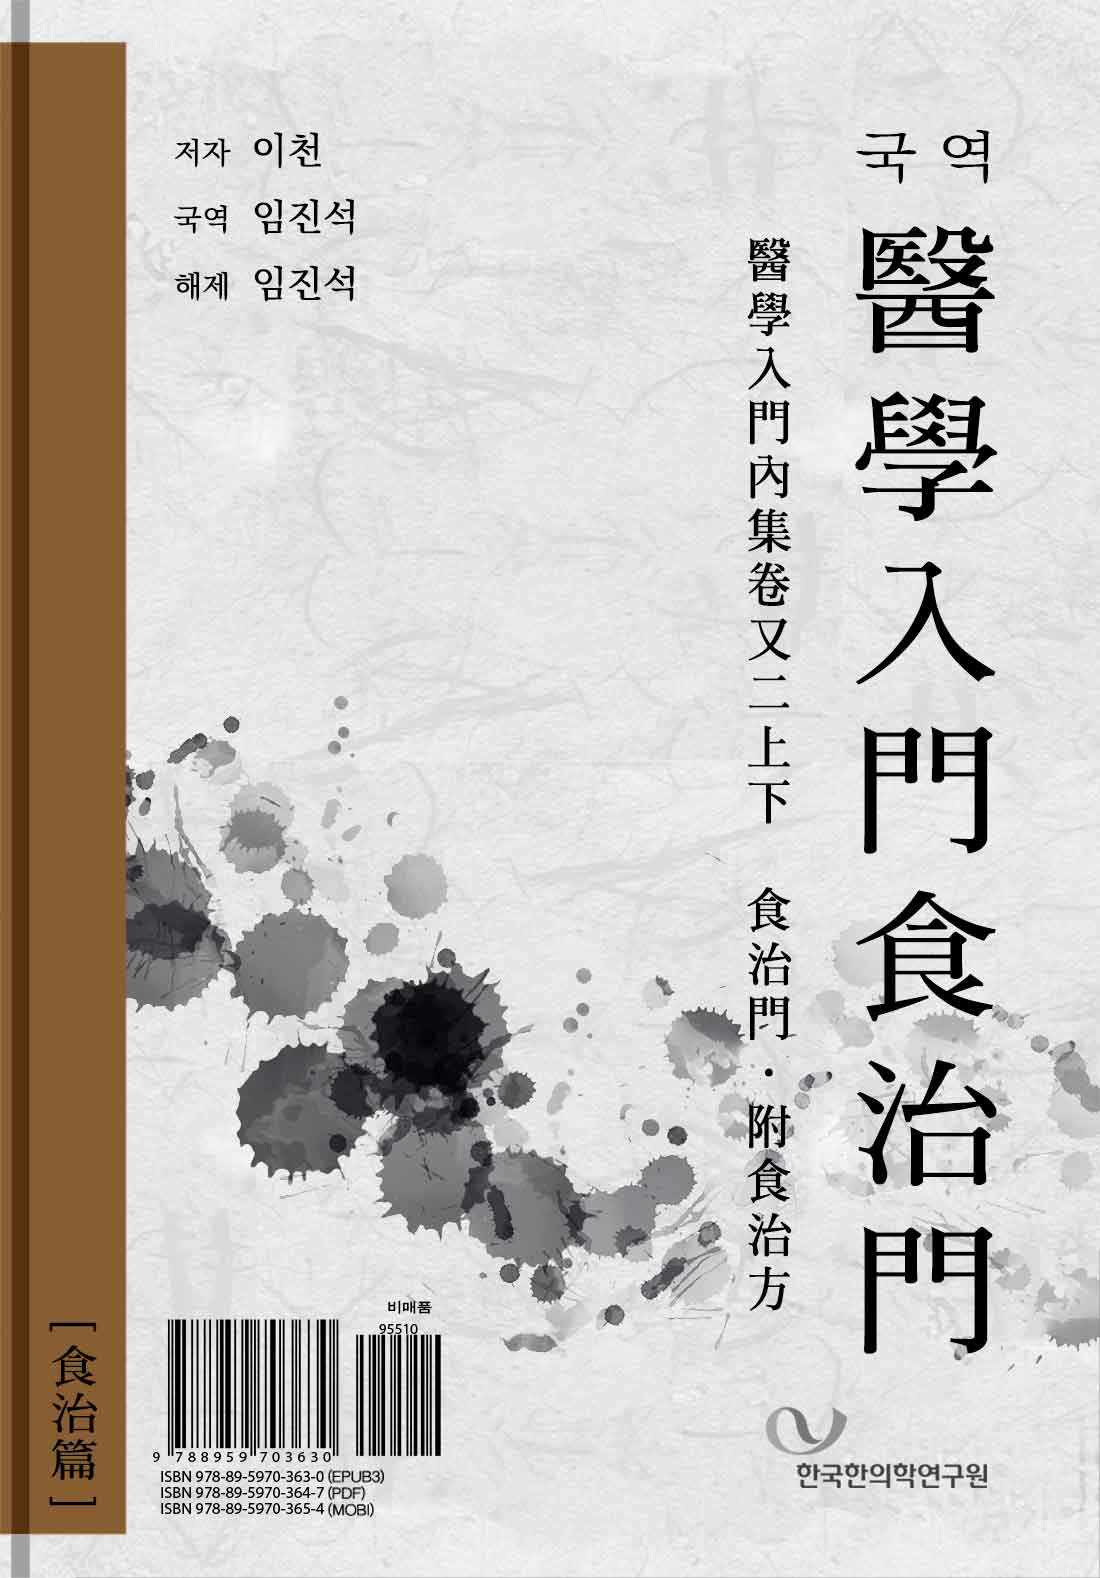 국역
醫學入門食治門
醫學入門內集卷又二上下 食治門·附食治方
저자 이천
국역 임진석
해제 임진석
[食治篇]
비매품
95510
9 788959 703630
ISBN 978-89-5970-363-0 (EPUB3)
ISBN 978-89-5970-364-7 (PDF)
ISBN 978-89-5970-365-4 (MOBI)
한국한의학연구원